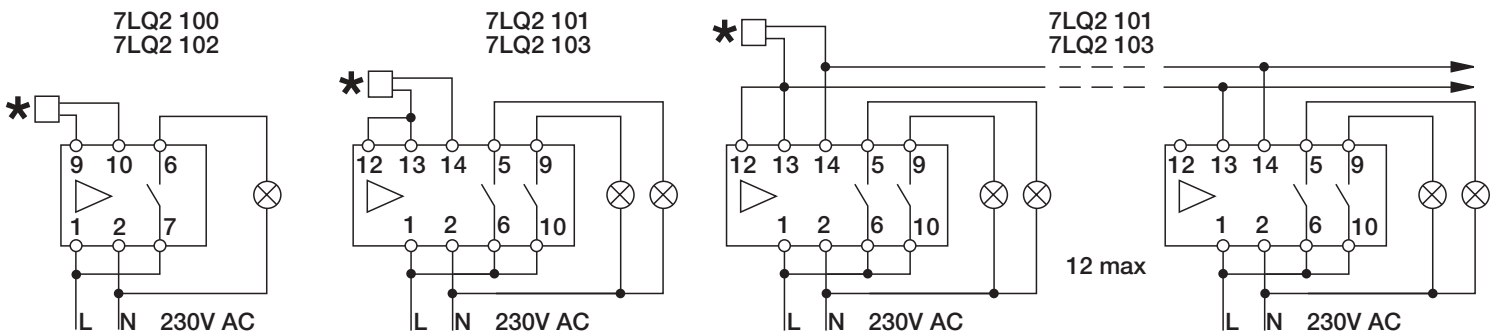 7LQ2 100
7LQ2 102
*
9 10 6
1 2 7
L N 230V AC
7LQ2 101
7LQ2 103
*
12 13 14 5 9
1 2 6 10
L N 230V AC
7LQ2 101
7LQ2 103
*
12 13 14 5 9
1 2 6 10
L N 230V AC
12 max
12 13 14 5 9
1 2 6 10
L N 230V AC